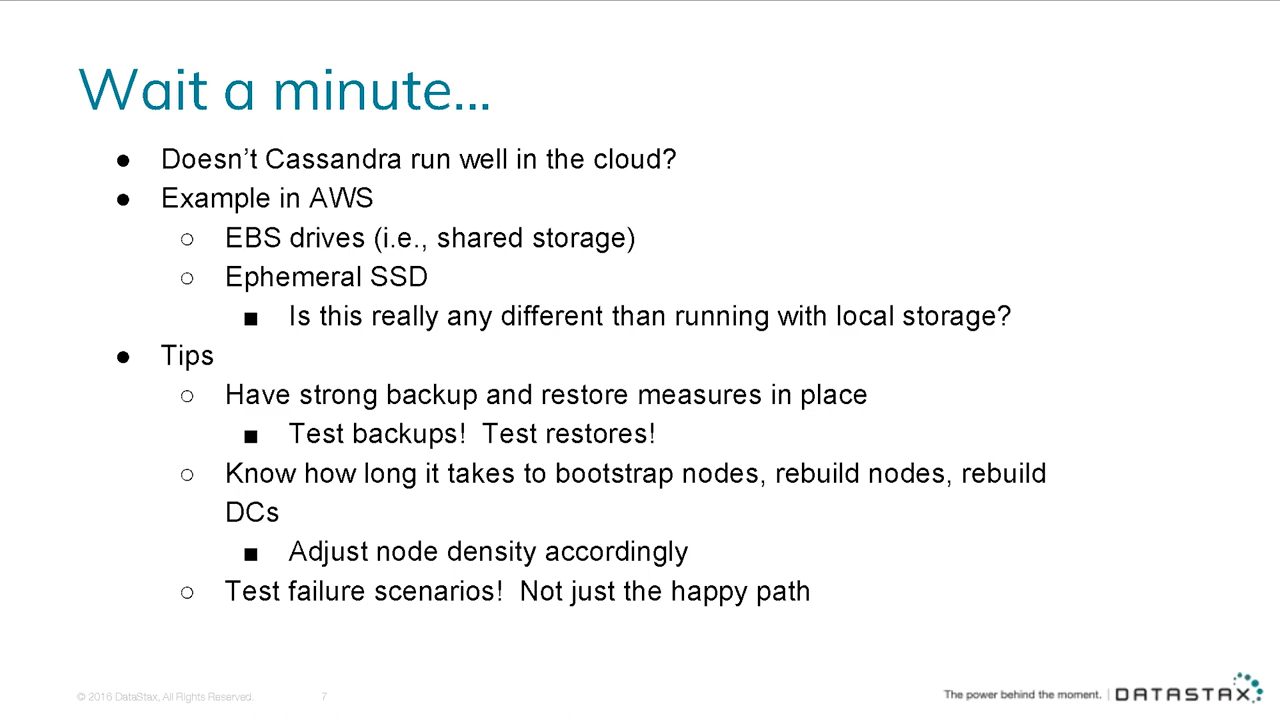 Wait a minute...
● Doesn’t Cassandra run well in the cloud?
● Example in AWS
○ EBS drives (i.e., shared storage)
○ Ephemeral SSD
■ Is this really any different than running with local storage?
● Tips
○ Have strong backup and restore measures in place
■ Test backups!  Test restores!
○ Know how long it takes to bootstrap nodes, rebuild nodes, rebuild
DCs
■ Adjust node density accordingly
○ Test failure scenarios!  Not just the happy path
© 2016 DataStax, All Rights Reserved. 7
The power behind the moment. | DATASTAX